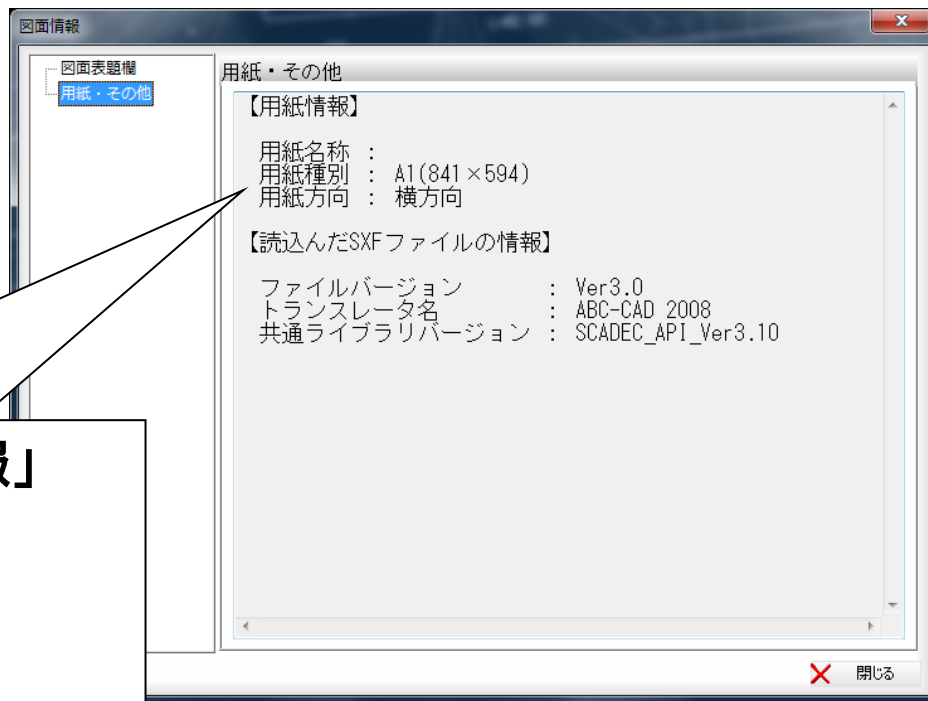 図面情報
図面表題欄
用紙・その他
用紙・その他
【用紙情報】
用紙名称 :
用紙種別 : A1(841×594)
用紙方向 : 横方向
【読込んだSXFファイルの情報】
ファイルバージョン : Ver3.0
トランスレータ名 : ABC-CAD 2008
共通ライブラリバージョン : SCADEC_API_Ver3.10
報」
閉じる